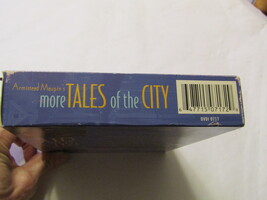 Armistead Maupin's
more TALES of the CITY